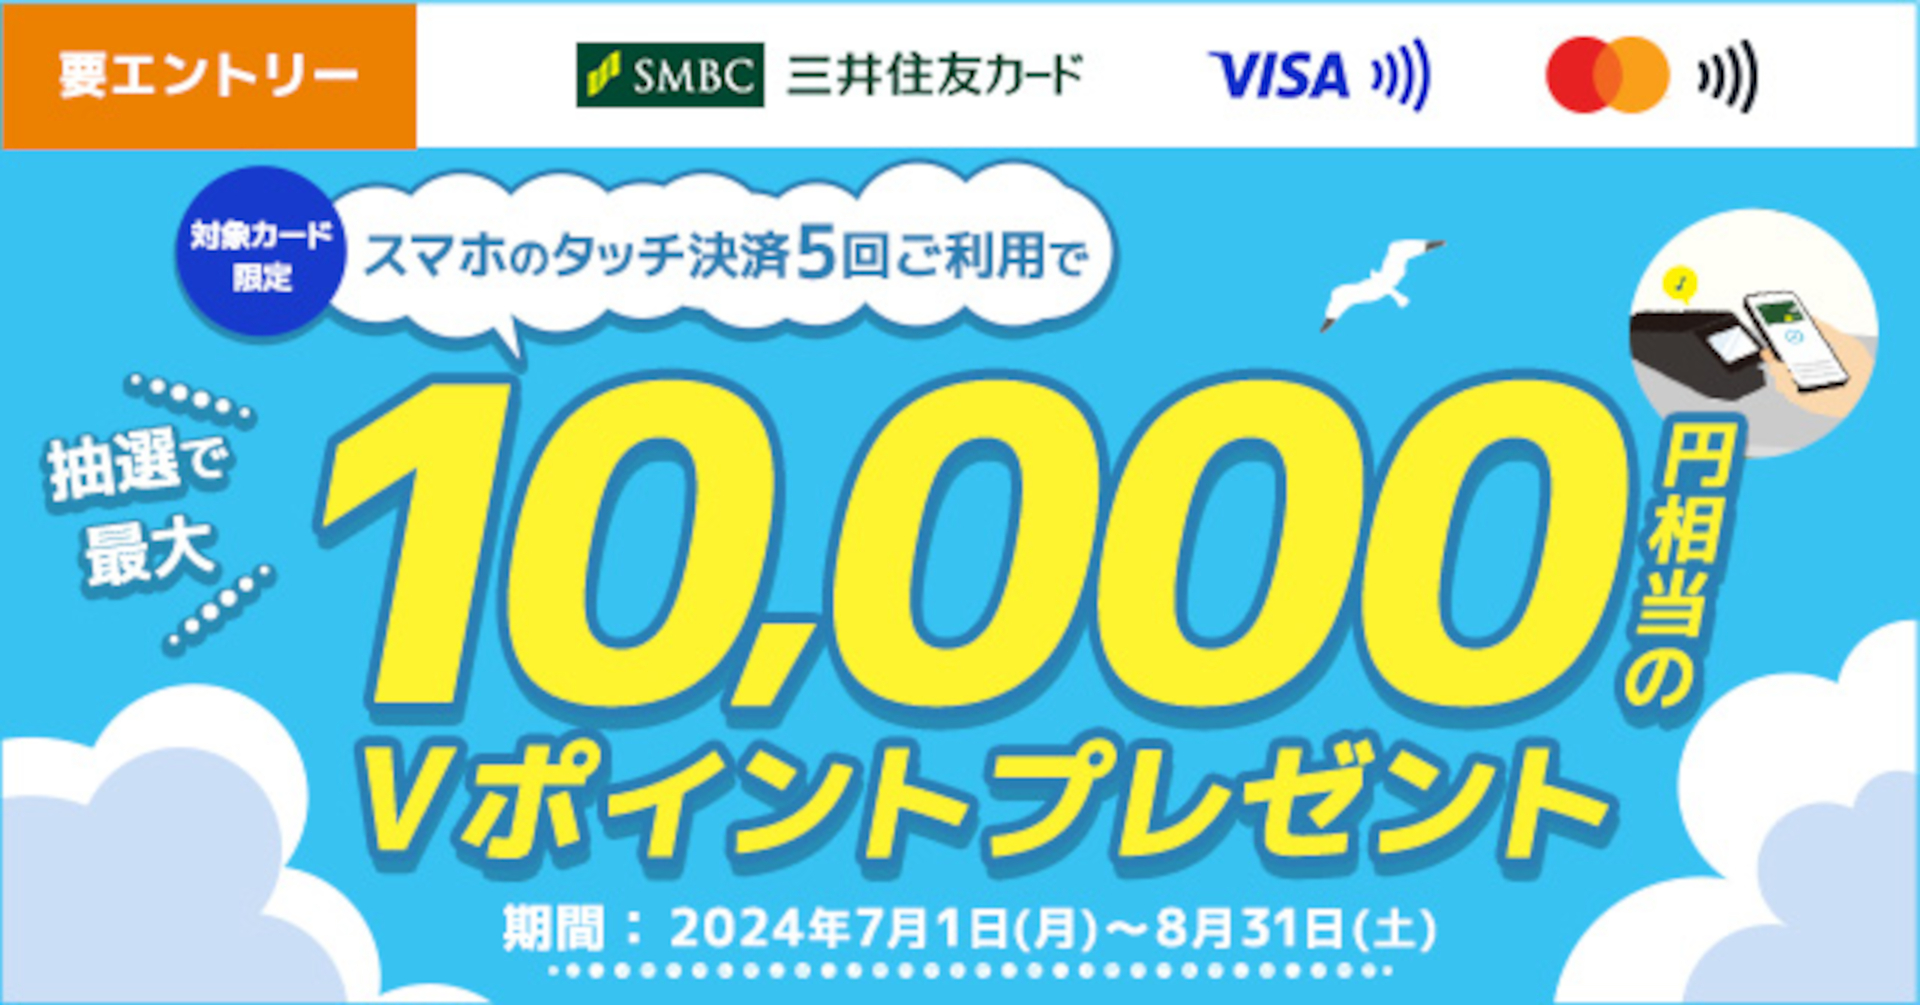 要エントリー
SMBC 三井住友カード
VISA
対象カード
限定
スマホのタッチ決済5回ご利用で
抽選で
最大
10,000
円相当の
Vポイントプレゼント
期間：2024年7月1日(月)～8月31日(土)